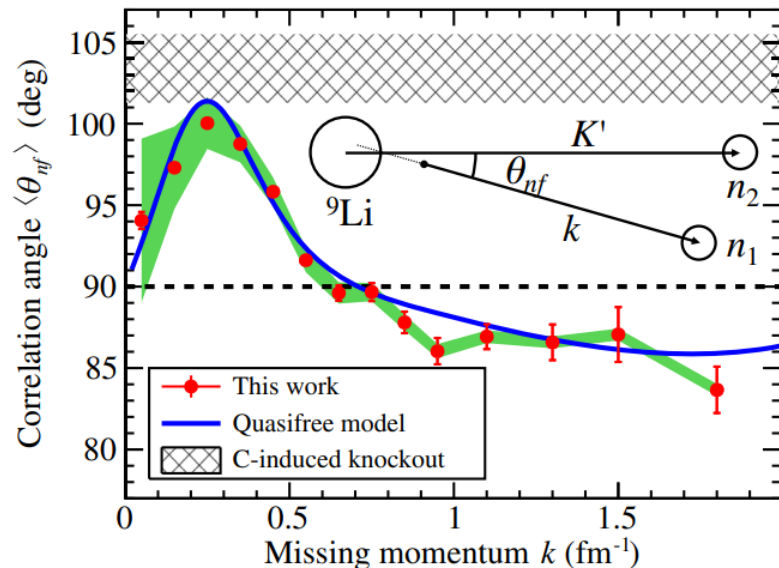 Correlation angle ⟨θnf⟩ (deg)
105
100
95
90
85
80
K'
θnf
⁹Li
k
n₂
n₁
This work
Quasifree model
C-induced knockout
0
0.5
1
1.5
Missing momentum k (fm⁻¹)